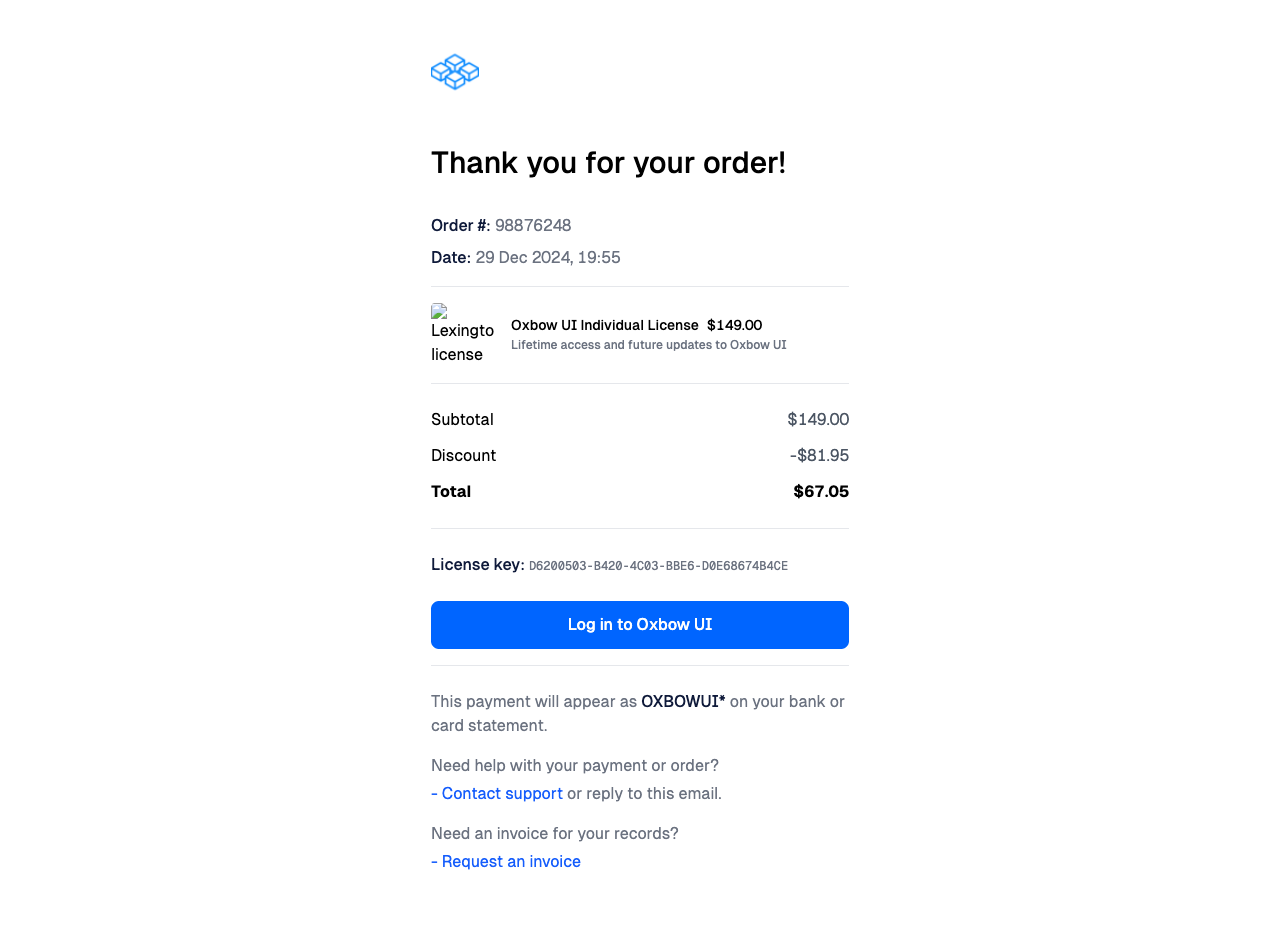 Thank you for your order!
Order #: 98876248
Date: 29 Dec 2024, 19:55
Lexingto
license
Oxbow UI Individual License $149.00
Lifetime access and future updates to Oxbow UI
Subtotal $149.00
Discount -$81.95
Total $67.05
License key: D6200503-B420-4C03-BBE6-D0E68674B4CE
Log in to Oxbow UI
This payment will appear as OXBOWUI* on your bank or
card statement.
Need help with your payment or order?
- Contact support or reply to this email.
Need an invoice for your records?
- Request an invoice